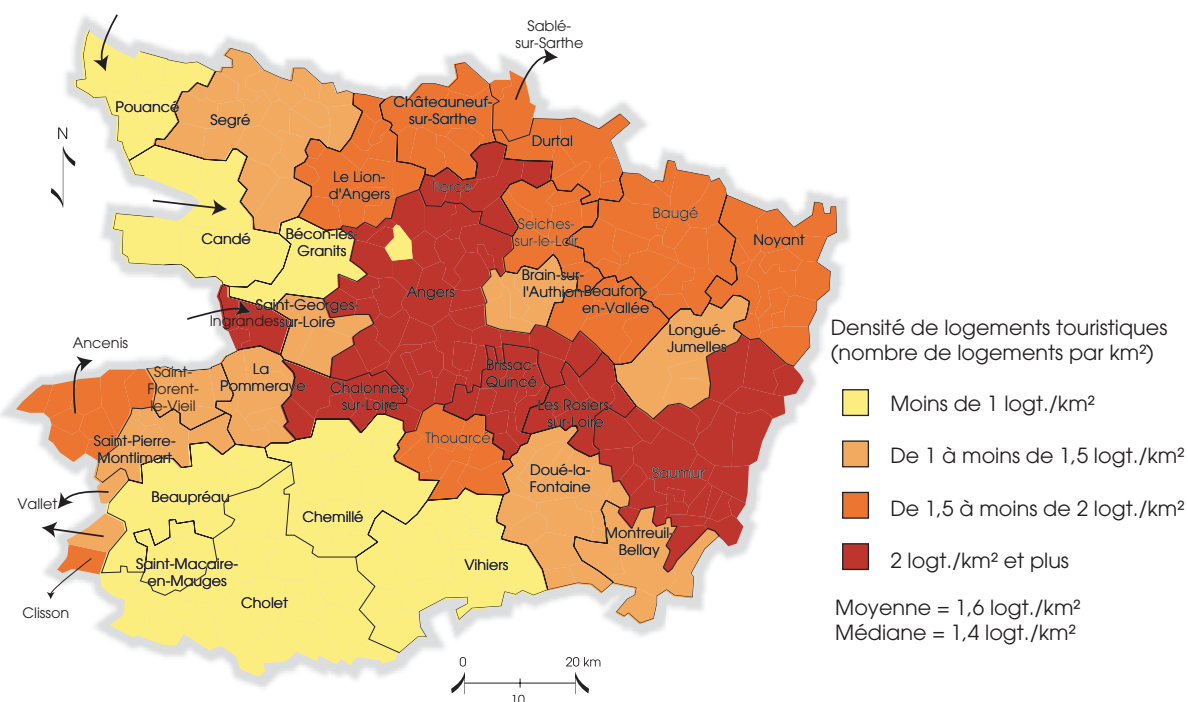 Sablé-
sur-Sarthe
Pouancé
Segré
Châteauneuf-
sur-Sarthe
N
Durtal
Le Lion-
d'Angers
Tiercé
Candé
Bécon-les-
Granits
Seiches-
sur-le-Loir
Baugé
Noyant
Angers
Brain-sur-
l'Authion
Beaufort-
en-Vallée
Saint-Georges-
sur-Loire
Ingrandes
Longué-
Jumelles
Ancenis
Saint-
Florent-
le-Vieil
La
Pommeraye
Chalonnes-
sur-Loire
Brissac-
Quincé
Les Rosiers-
sur-Loire
Saint-Pierre-
Montlimart
Thouarcé
Doué-la-
Fontaine
Saumur
Vallet
Beaupréau
Chemillé
Montreuil-
Bellay
Saint-Macaire-
en-Mauges
Vihiers
Cholet
Clisson
0
20 km
10
Densité de logements touristiques
(nombre de logements par km²)
Moins de 1 logt./km²
De 1 à moins de 1,5 logt./km²
De 1,5 à moins de 2 logt./km²
2 logt./km² et plus
Moyenne = 1,6 logt./km²
Médiane = 1,4 logt./km²